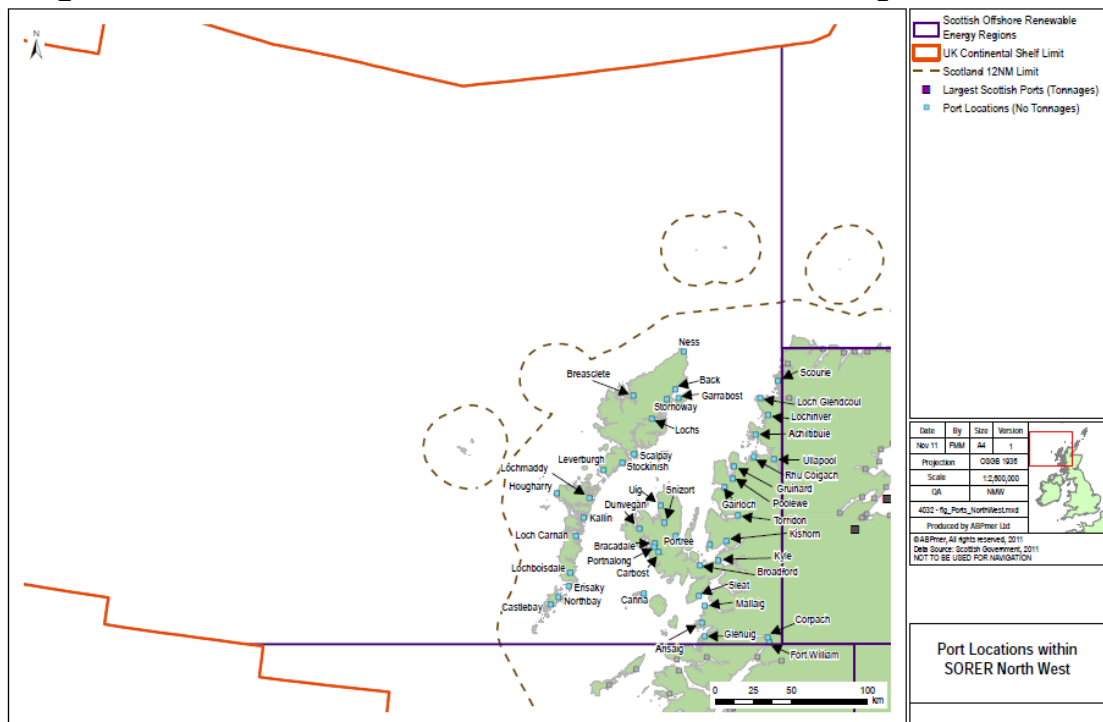 N
Ness
Breasclete
Back
Garrabost
Stornoway
Lochs
Scalpay
Stockinish
Leverburgh
Lochmaddy
Hougharry
Uig
Snizort
Dunvegan
Kallin
Loch Carnan
Bracadale
Portree
Portnalong
Carbost
Lochboisdale
Erisaky
Northbay
Castlebay
Canna
Scourie
Loch Glendcoul
Lochinver
Achiltibuie
Ullapool
Rhu Coigach
Gruinard
Gairloch
Poolewe
Torridon
Kishorn
Kyle
Broadford
Sleat
Mallaig
Corpach
Glenuig
Arisaig
Fort William
0 25 50 100
km
Scottish Offshore Renewable
Energy Regions
UK Continental Shelf Limit
Scotland 12NM Limit
Largest Scottish Ports (Tonnages)
Port Locations (No Tonnages)
Date By Size Version
Nov 11 FMM A4 1
Projection OSGB 1936
Scale 1:2,600,000
QA NMW
4032 - fig_Ports_NorthWest.mxd
Produced by ABPmer Ltd
© ABPmer, All rights reserved, 2011
Data Source: Scottish Government, 2011
NOT TO BE USED FOR NAVIGATION
Port Locations within
SORER North West